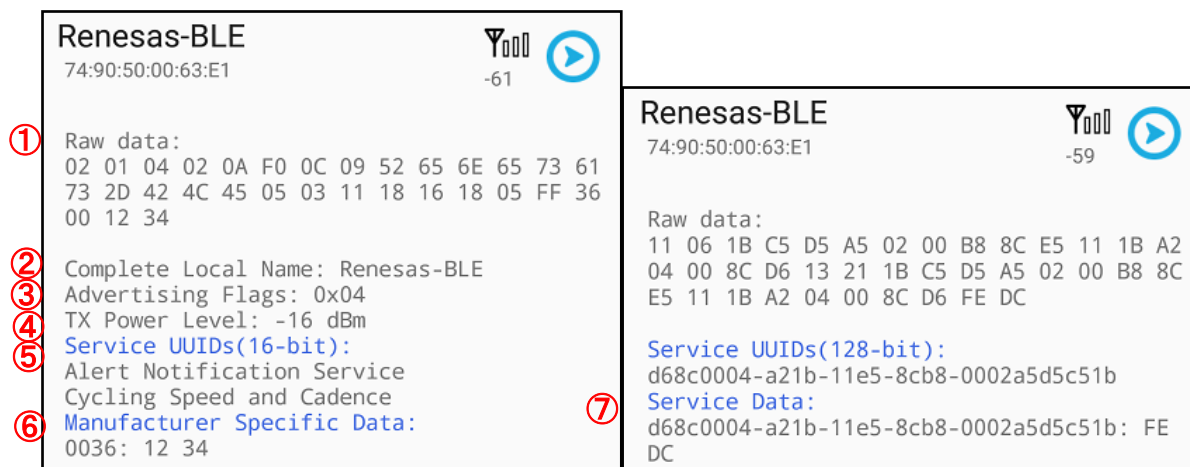 Renesas-BLE
74:90:50:00:63:E1
-61
① Raw data:
02 01 04 02 0A F0 0C 09 52 65 6E 65 73 61
73 2D 42 4C 45 05 03 11 18 16 18 05 FF 36
00 12 34
② Complete Local Name: Renesas-BLE
③ Advertising Flags: 0x04
④ TX Power Level: -16 dBm
⑤ Service UUIDs(16-bit):
Alert Notification Service
Cycling Speed and Cadence
⑥ Manufacturer Specific Data:
0036: 12 34
Renesas-BLE
74:90:50:00:63:E1
-59
Raw data:
11 06 1B C5 D5 A5 02 00 B8 8C E5 11 1B A2
04 00 8C D6 13 21 1B C5 D5 A5 02 00 B8 8C
E5 11 1B A2 04 00 8C D6 FE DC
Service UUIDs(128-bit):
d68c0004-a21b-11e5-8cb8-0002a5d5c51b
⑦ Service Data:
d68c0004-a21b-11e5-8cb8-0002a5d5c51b: FE
DC